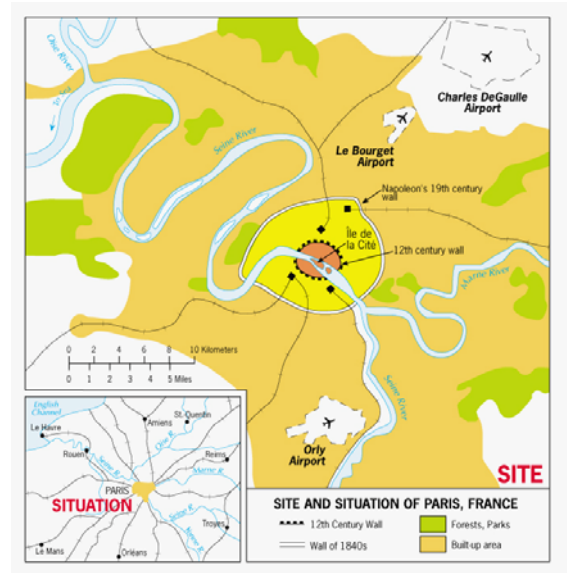 Oise River
To Sea
Seine River
Charles DeGaulle
Airport
Le Bourget
Airport
Napoleon's 19th century
wall
Île de
la Cité
12th century wall
Marne River
0 2 4 6 8 10 Kilometers
0 1 2 3 4 5 Miles
Seine River
Orly
Airport
SITE
English
Channel
Le Havre
Rouen
Amiens
St. Quentin
Oise R.
Reims
Seine R.
Marne R.
PARIS
SITUATION
Seine R.
Troyes
Yonne R.
Le Mans
Orléans
SITE AND SITUATION OF PARIS, FRANCE
12th Century Wall
Forests, Parks
Wall of 1840s
Built-up area